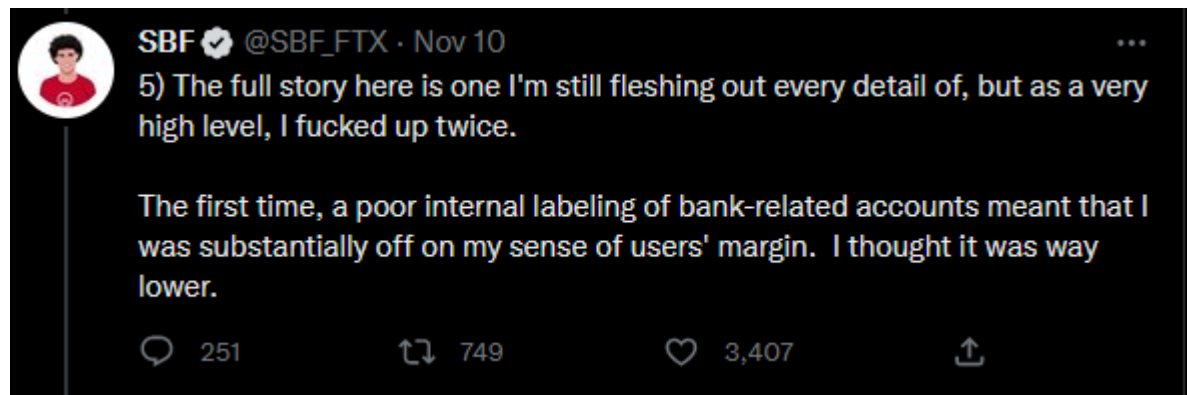 SBF @SBF_FTX · Nov 10
5) The full story here is one I'm still fleshing out every detail of, but as a very
high level, I fucked up twice.
The first time, a poor internal labeling of bank-related accounts meant that I
was substantially off on my sense of users' margin.  I thought it was way
lower.
251 749 3,407